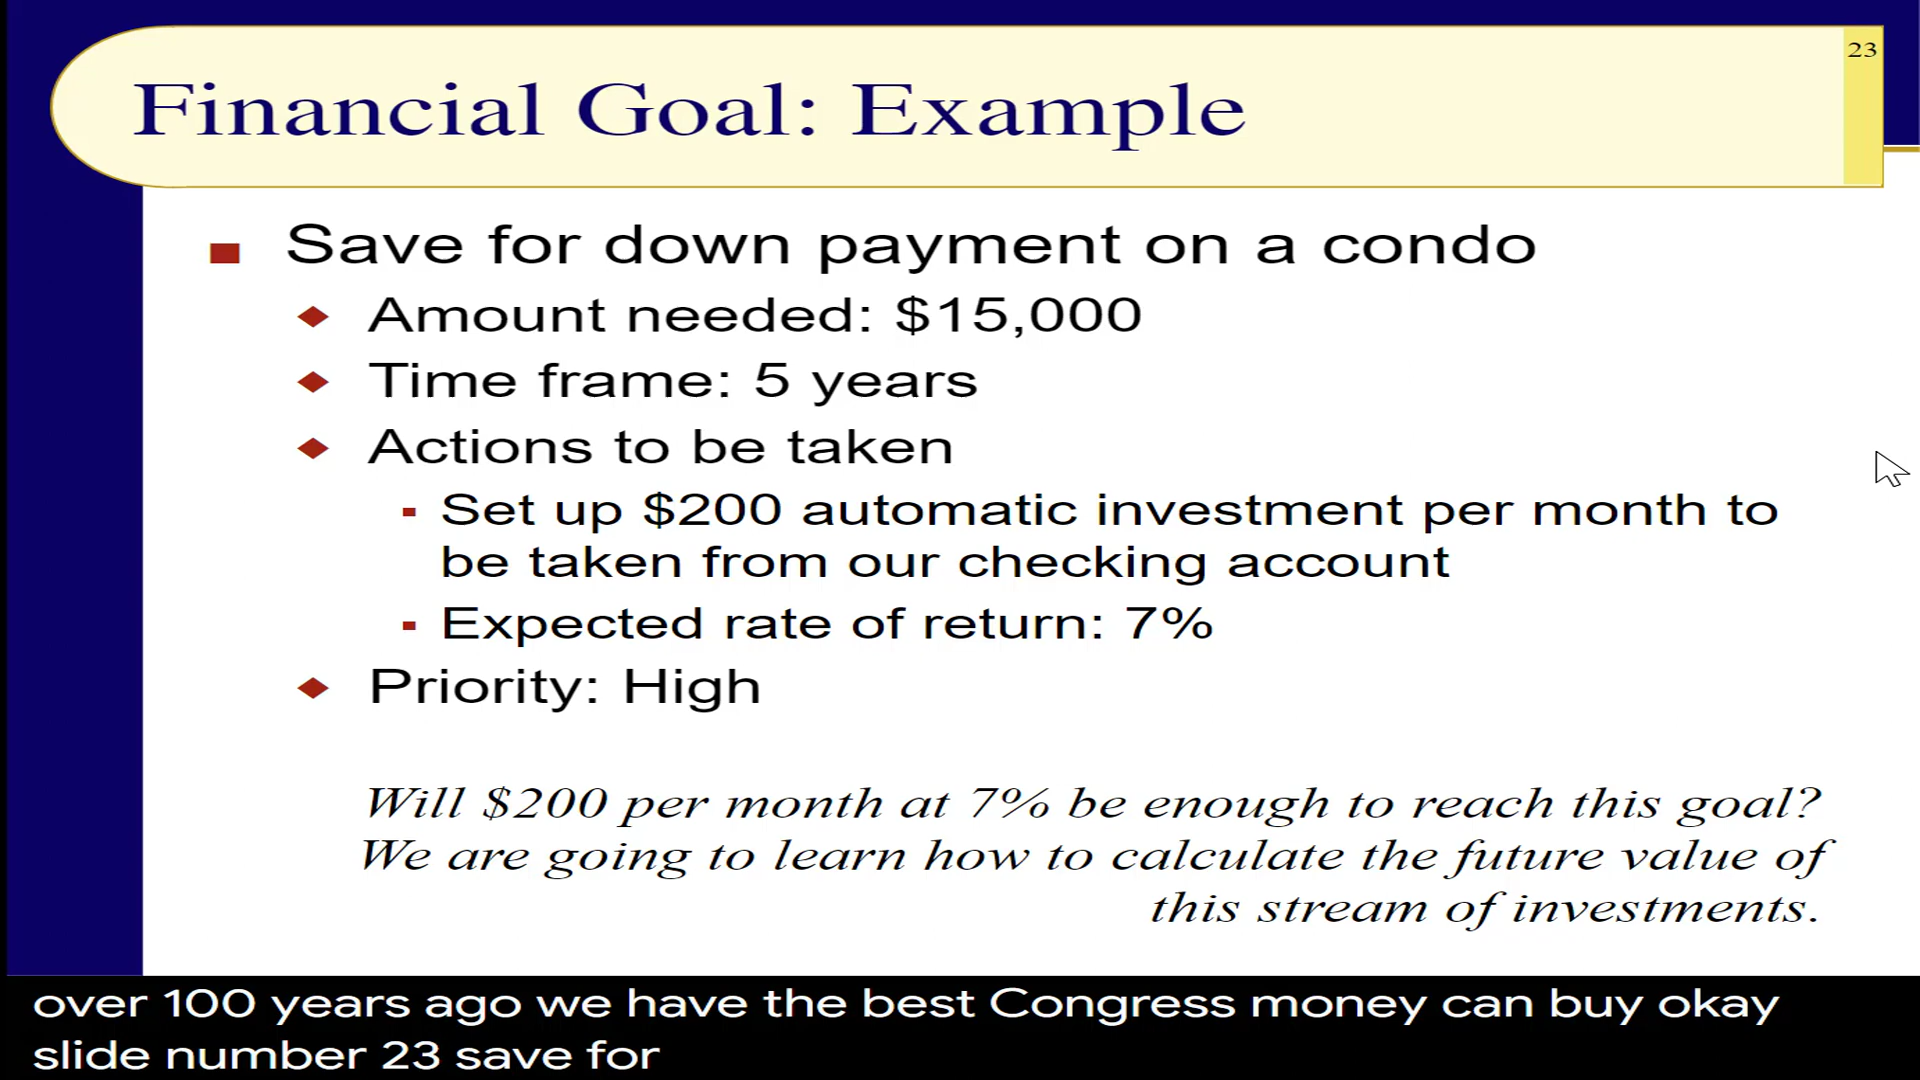 23
Financial Goal: Example
Save for down payment on a condo
Amount needed: $15,000
Time frame: 5 years
Actions to be taken
Set up $200 automatic investment per month to
be taken from our checking account
Expected rate of return: 7%
Priority: High
Will $200 per month at 7% be enough to reach this goal?
We are going to learn how to calculate the future value of
this stream of investments.
over 100 years ago we have the best Congress money can buy okay
slide number 23 save for